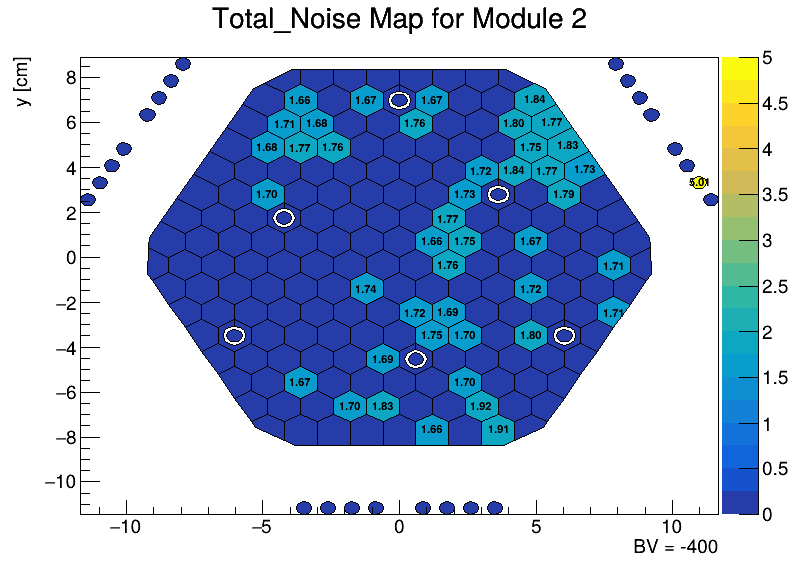 Total_Noise Map for Module 2
y [cm]
8
6
4
2
0
−2
−4
−6
−8
−10
−10
−5
0
5
10
BV = -400
5
4.5
4
3.5
3
2.5
2
1.5
1
0.5
0
1.66 1.67 1.67 1.84
1.71 1.68 1.76 1.80 1.77
1.68 1.77 1.76 1.75 1.83
1.72 1.84 1.77 1.73
5.01
1.70 1.73 1.79
1.77
1.66 1.75 1.67
1.76 1.71
1.74 1.72
1.72 1.69 1.71
1.75 1.70 1.80
1.69
1.67 1.70
1.70 1.83 1.92
1.66 1.91